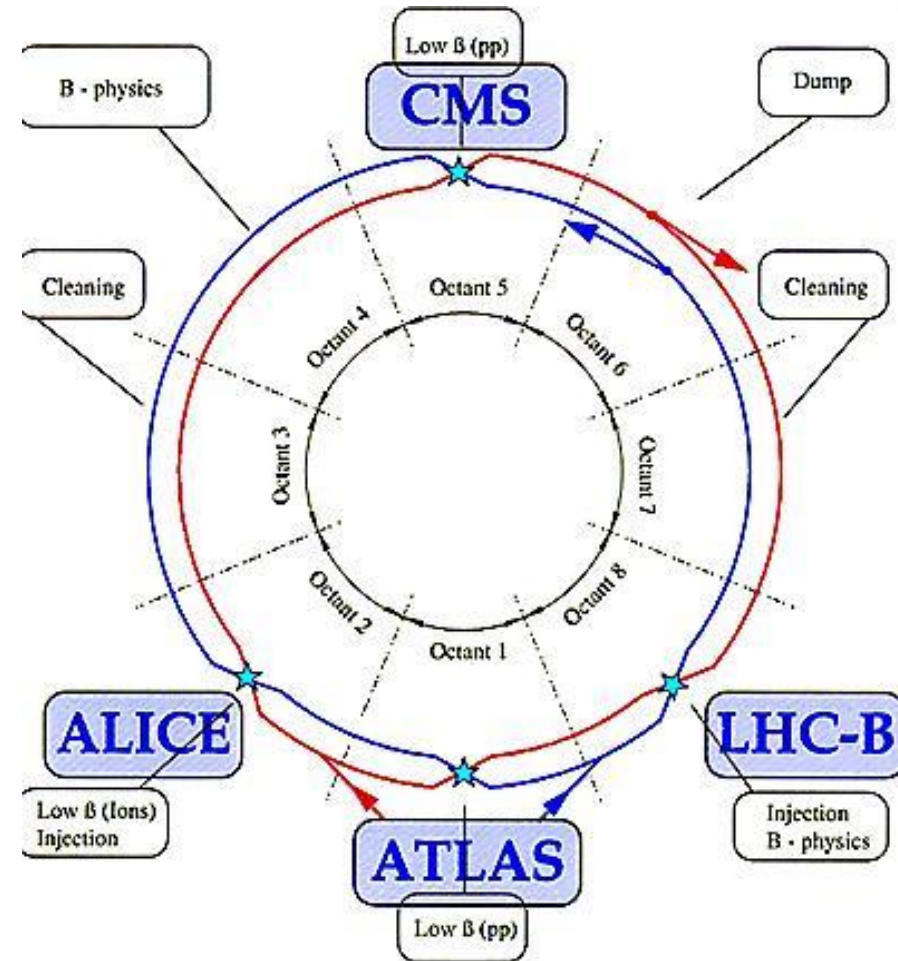 Low ß (pp)
CMS
B - physics
Dump
Cleaning
Cleaning
Octant 5
Octant 4
Octant 6
Octant 3
Octant 7
Octant 2
Octant 8
Octant 1
ALICE
LHC-B
Low ß (Ions)
Injection
Injection
B - physics
ATLAS
Low ß (pp)